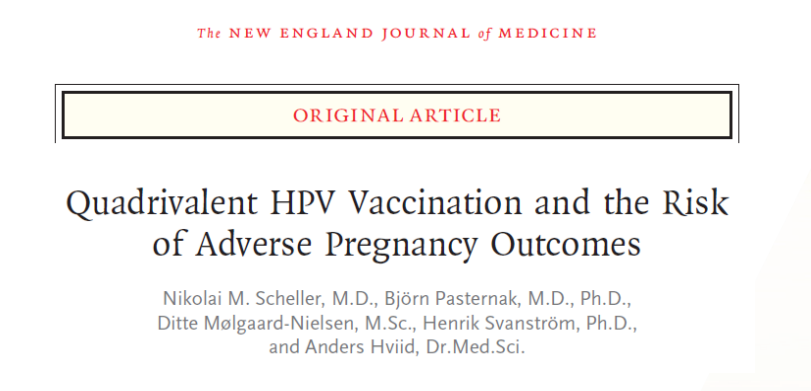 The NEW ENGLAND JOURNAL of MEDICINE
ORIGINAL ARTICLE
Quadrivalent HPV Vaccination and the Risk
of Adverse Pregnancy Outcomes
Nikolai M. Scheller, M.D., Björn Pasternak, M.D., Ph.D.,
Ditte Mølgaard-Nielsen, M.Sc., Henrik Svanström, Ph.D.,
and Anders Hviid, Dr.Med.Sci.